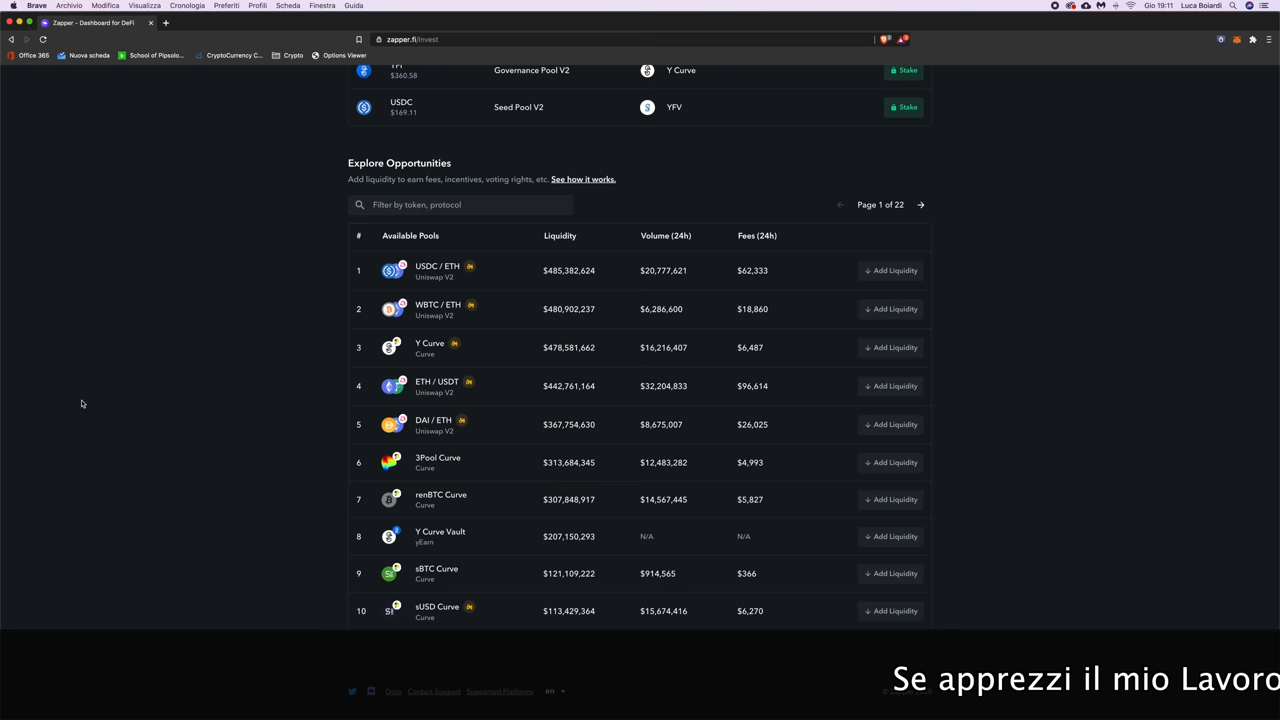 Brave Archivio Modifica Visualizza Cronologia Preferiti Profili Scheda Finestra Guida Gio 19:11 Luca Boiardi
Zapper - Dashboard for DeFi
zapper.fi/invest
Office 365 Nuova scheda School of Pipsolo... CryptoCurrency C... Crypto Options Viewer
$360.58 Governance Pool V2 Y Curve Stake
USDC
$169.11 Seed Pool V2 YFV Stake
Explore Opportunities
Add liquidity to earn fees, incentives, voting rights, etc. See how it works.
Filter by token, protocol Page 1 of 22
# Available Pools Liquidity Volume (24h) Fees (24h)
1 USDC / ETH $485,382,624 $20,777,621 $62,333 Add Liquidity
Uniswap V2
2 WBTC / ETH $480,902,237 $6,286,600 $18,860 Add Liquidity
Uniswap V2
3 Y Curve $478,581,662 $16,216,407 $6,487 Add Liquidity
Curve
4 ETH / USDT $442,761,164 $32,204,833 $96,614 Add Liquidity
Uniswap V2
5 DAI / ETH $367,754,630 $8,675,007 $26,025 Add Liquidity
Uniswap V2
6 3Pool Curve $313,684,345 $12,483,282 $4,993 Add Liquidity
Curve
7 renBTC Curve $307,848,917 $14,567,445 $5,827 Add Liquidity
Curve
8 Y Curve Vault $207,150,293 N/A N/A Add Liquidity
yEarn
9 sBTC Curve $121,109,222 $914,565 $366 Add Liquidity
Curve
10 sUSD Curve $113,429,364 $15,674,416 $6,270 Add Liquidity
Curve
Se apprezzi il mio Lavoro
Docs Contact Support Supported Platforms en